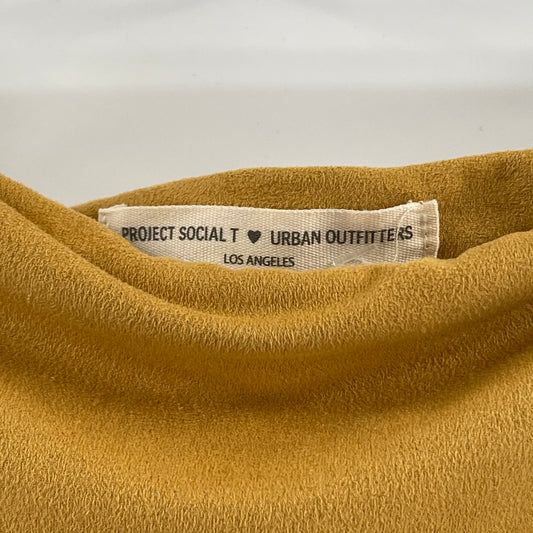 PROJECT SOCIAL T ♥ URBAN OUTFITTERS
LOS ANGELES